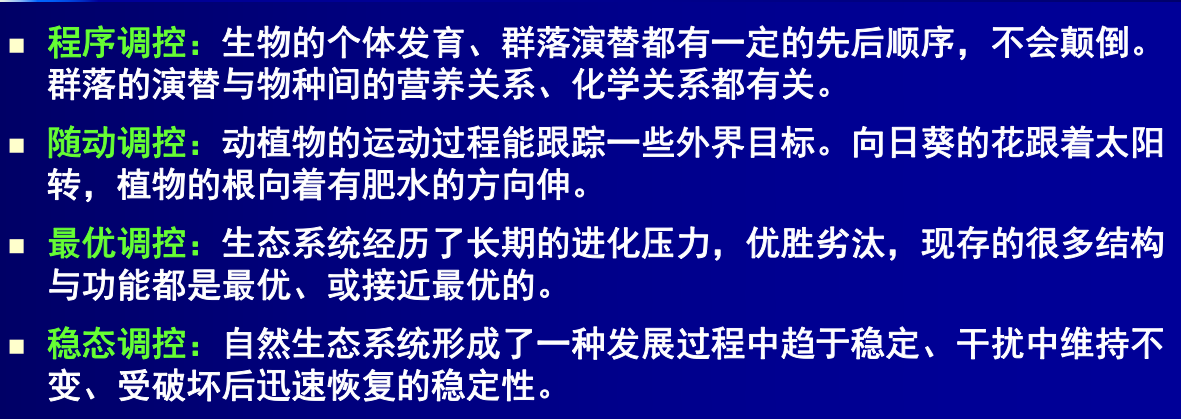 程序调控：生物的个体发育、群落演替都有一定的先后顺序，不会颠倒。
群落的演替与物种间的营养关系、化学关系都有关。
随动调控：动植物的运动过程能跟踪一些外界目标。向日葵的花跟着太阳
转，植物的根向着有肥水的方向伸。
最优调控：生态系统经历了长期的进化压力，优胜劣汰，现存的很多结构
与功能都是最优、或接近最优的。
稳态调控：自然生态系统形成了一种发展过程中趋于稳定、干扰中维持不
变、受破坏后迅速恢复的稳定性。